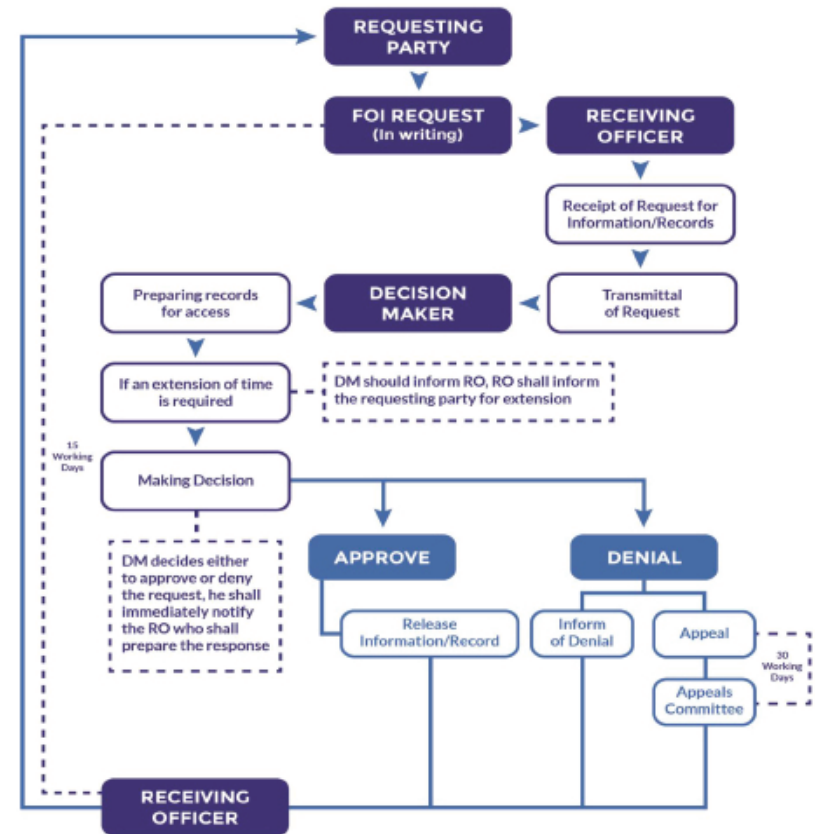 REQUESTING
PARTY
FOI REQUEST
(In writing)
RECEIVING
OFFICER
Receipt of Request for
Information/Records
Transmittal
of Request
DECISION
MAKER
Preparing records
for access
If an extension of time
is required
DM should inform RO, RO shall inform
the requesting party for extension
15
Working
Days
Making Decision
DM decides either
to approve or deny
the request, he shall
immediately notify
the RO who shall
prepare the response
APPROVE
DENIAL
Release
Information/Record
Inform
of Denial
Appeal
30
Working
Days
Appeals
Committee
RECEIVING
OFFICER